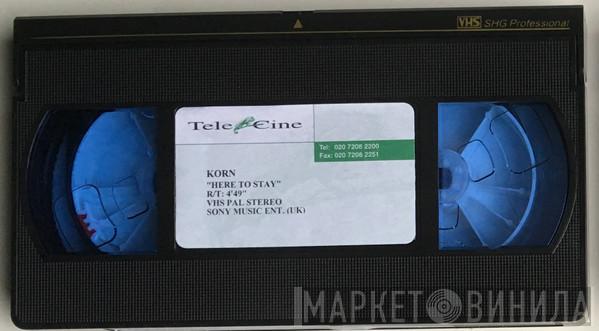 VHS SHG Professional
Tele Cine
Tel: 020 7208 2200
Fax: 020 7208 2251
KORN
"HERE TO STAY"
R/T: 4'49"
VHS PAL STEREO
SONY MUSIC ENT. (UK)
МАРКЕТ ВИНИЛА